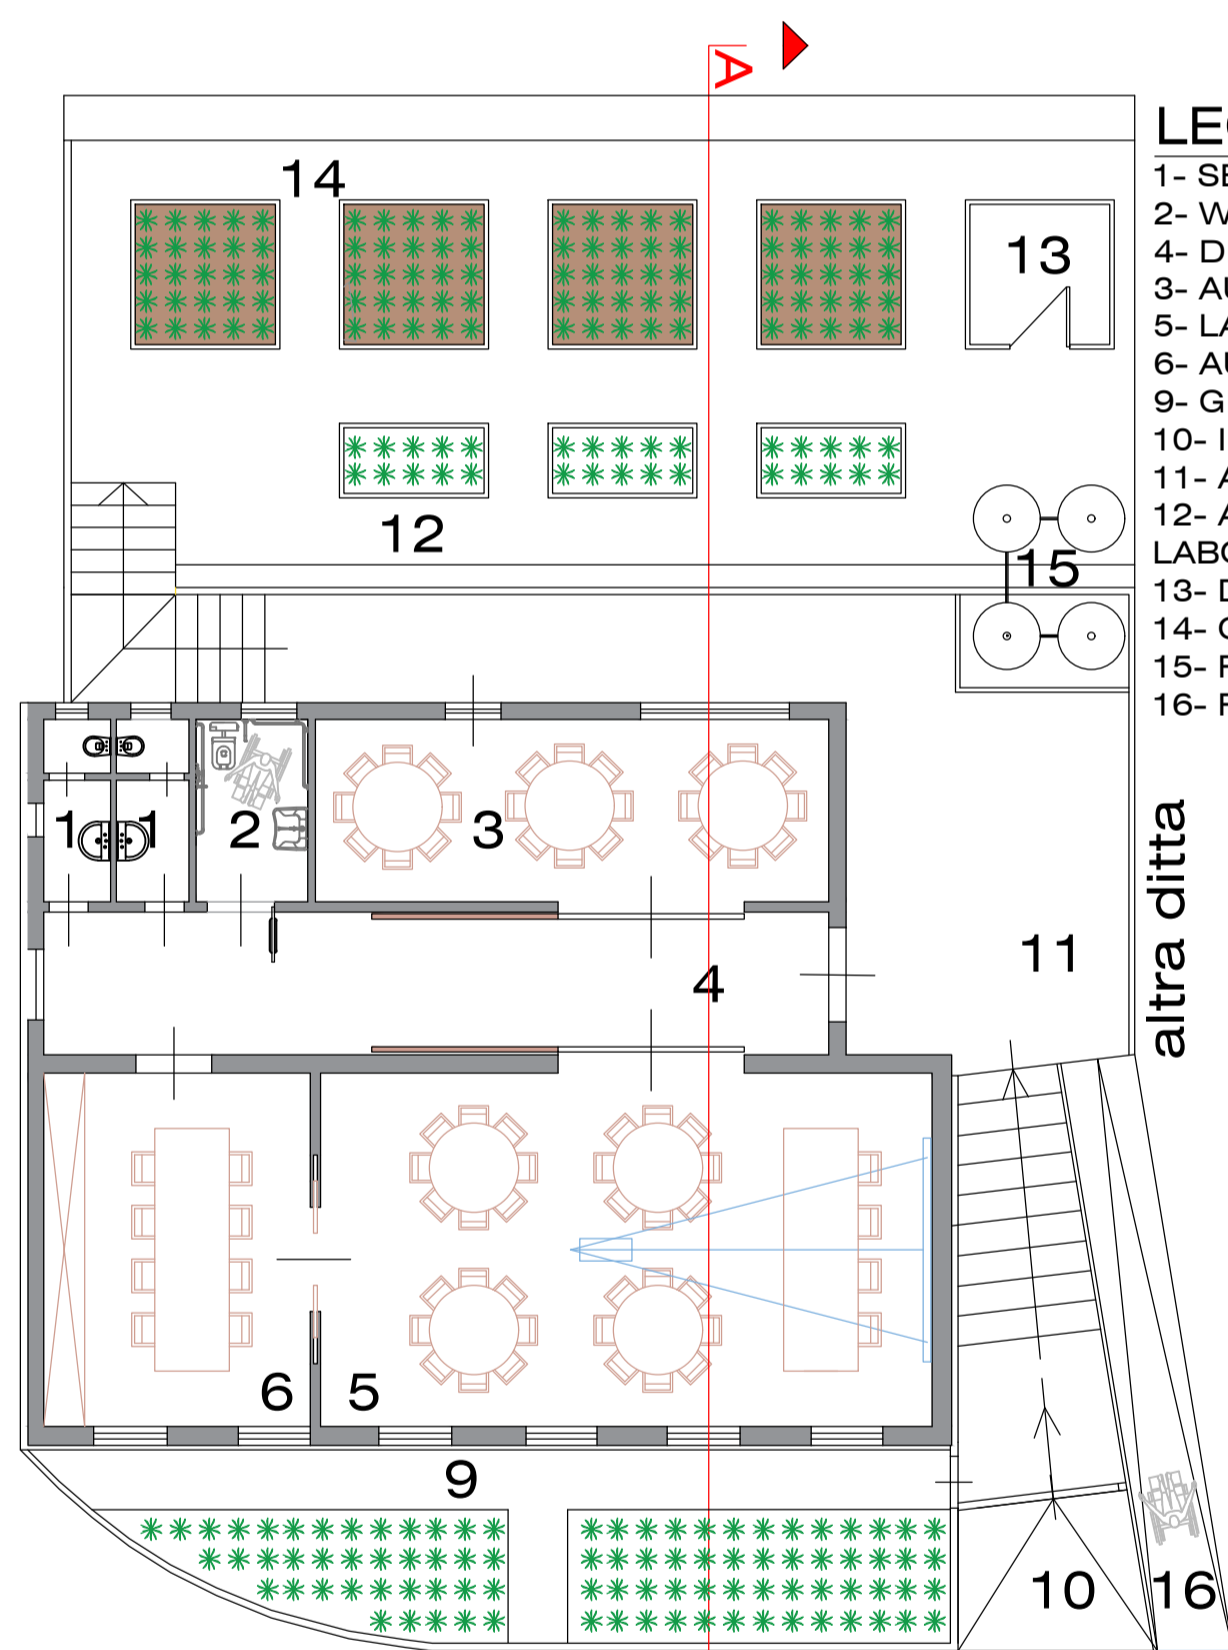 A
LE
1- SE
2- W
4- D
3- AU
5- LA
6- AU
9- G
10- I
11- A
12- A
LABO
13- D
14-
15-
16-
14
13
12
15
1
1
2
3
4
11
altra ditta
6
5
9
10
16